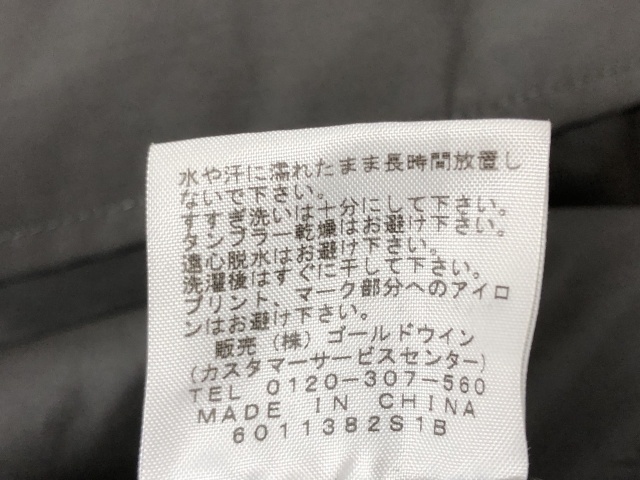 水や汗に濡れたまま長時間放置し
ないで下さい。
すすぎ洗いは十分にして下さい。
タンブラー乾燥はお避け下さい。
遠心脱水はお避け下さい。
洗濯後はすぐに干して下さい。
プリント、マーク部分へのアイロ
ンはお避け下さい。
販売（株）ゴールドウイン
(カスタマーサービスセンター)
TEL 0120-307-560
MADE IN CHINA
6011382S1B